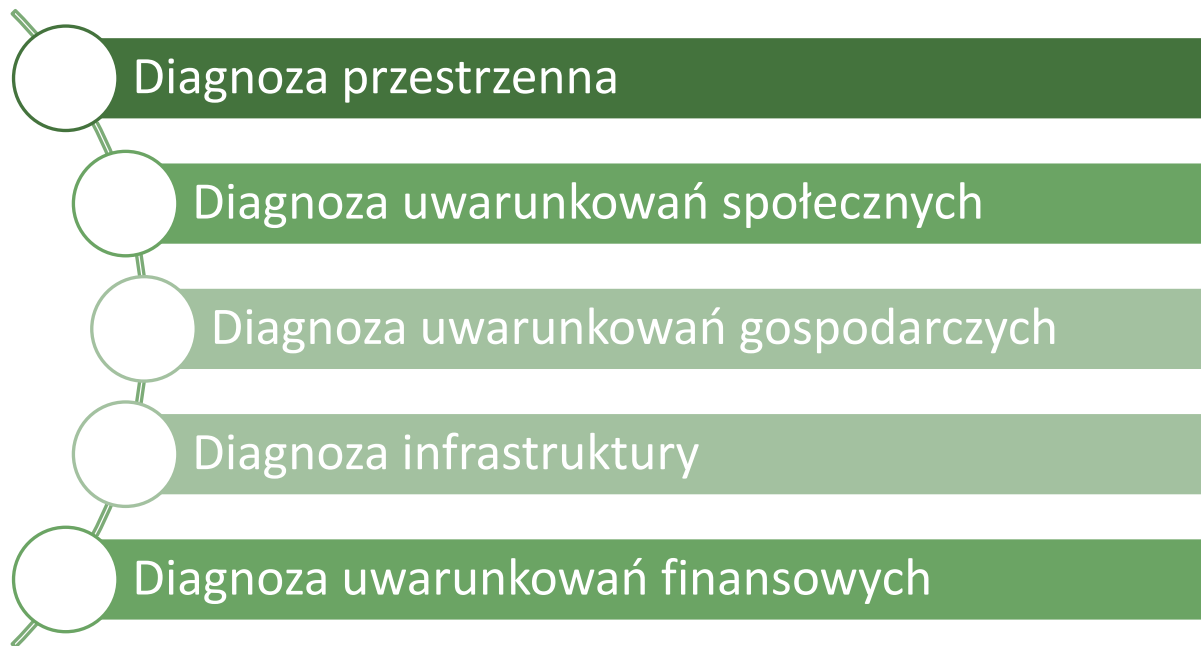 Diagnoza przestrzenna
Diagnoza uwarunkowań społecznych
Diagnoza uwarunkowań gospodarczych
Diagnoza infrastruktury
Diagnoza uwarunkowań finansowych